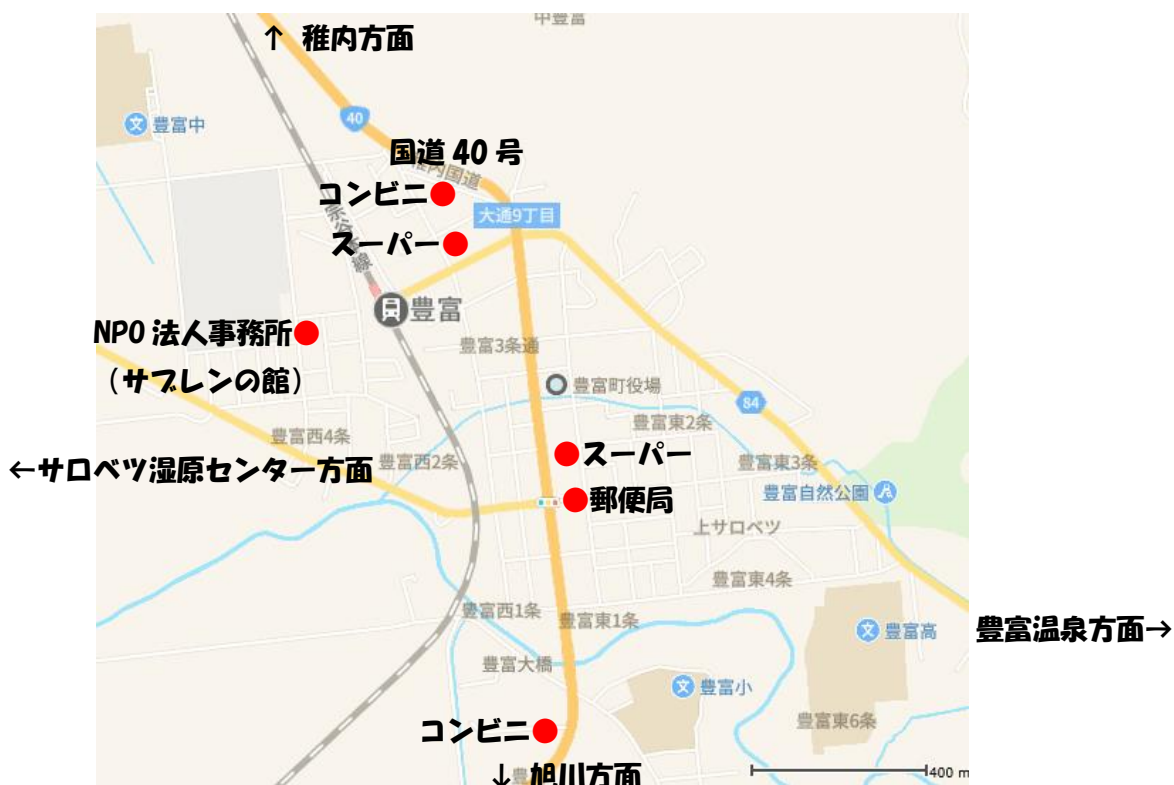 中豊富
↑ 稚内方面
40
豊富中
国道 40 号
稚内国道
コンビニ
大通9丁目
スーパー
宗谷本線
豊富
NPO 法人事務所
（サブレンの館）
豊富3条通
豊富町役場
84
豊富東2条
豊富西4条
スーパー
豊富西2条
豊富東3条
←サロベツ湿原センター方面
豊富自然公園
郵便局
上サロベツ
豊富東4条
豊富西1条
豊富東1条
豊富高
豊富温泉方面→
豊富大橋
豊富小
豊富東6条
コンビニ
↓ 旭川方面
400 m